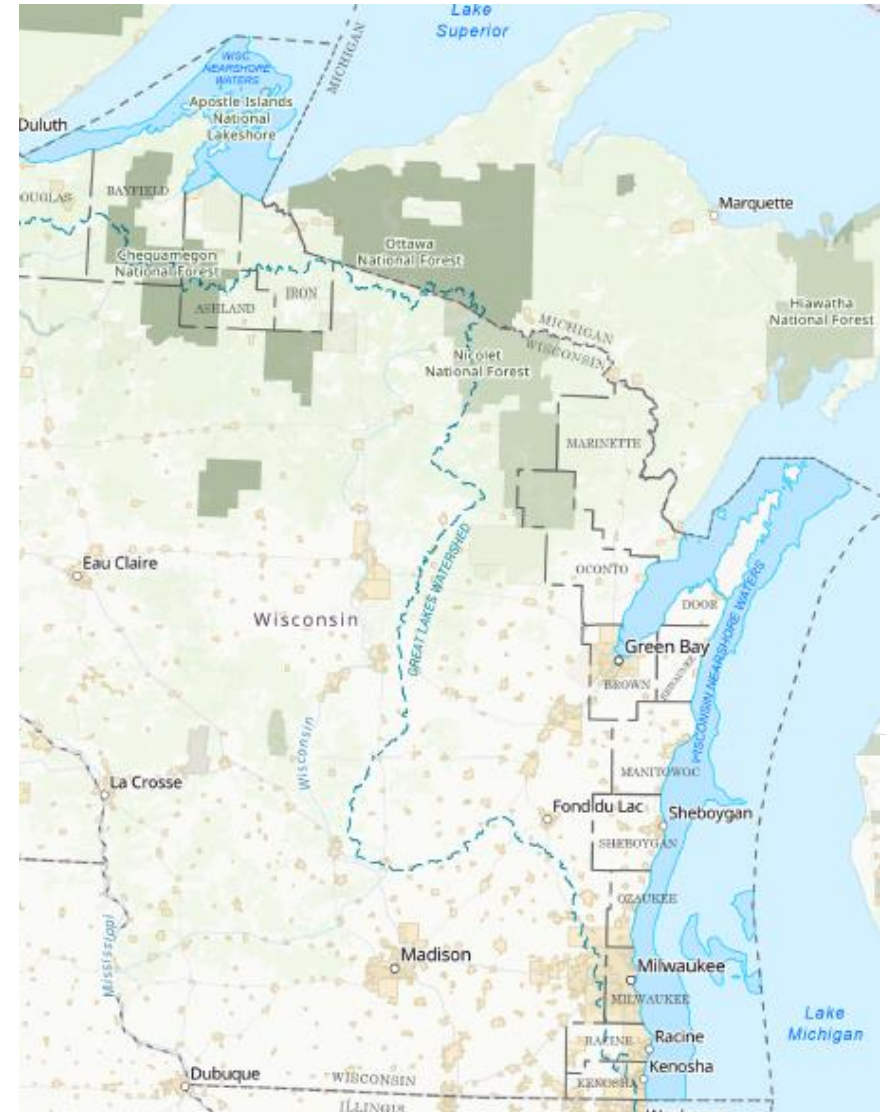 Lake
Superior
MICHIGAN
WISC
NEARSHORE
WATERS
Apostle Islands
National
Lakeshore
Duluth
OUGLAS
BAYFIELD
Marquette
Ottawa
National Forest
Chequamegon
National Forest
IRON
ASHLAND
Hiawatha
National Forest
MICHIGAN
WISCONSIN
Nicolet
National Forest
MARINETTE
GREAT LAKES WATERSHED
Eau Claire
OCONTO
Wisconsin
DOOR
WISCONSIN NEARSHORE WATERS
Green Bay
BROWN
KEWAUNEE
Wisconsin
MANITOWOC
La Crosse
Fond du Lac
Sheboygan
SHEBOYGAN
OZAUKEE
Mississippi
Madison
Milwaukee
MILWAUKEE
Lake
Michigan
Racine
RACINE
Kenosha
KENOSHA
Dubuque
WISCONSIN
ILLINOIS